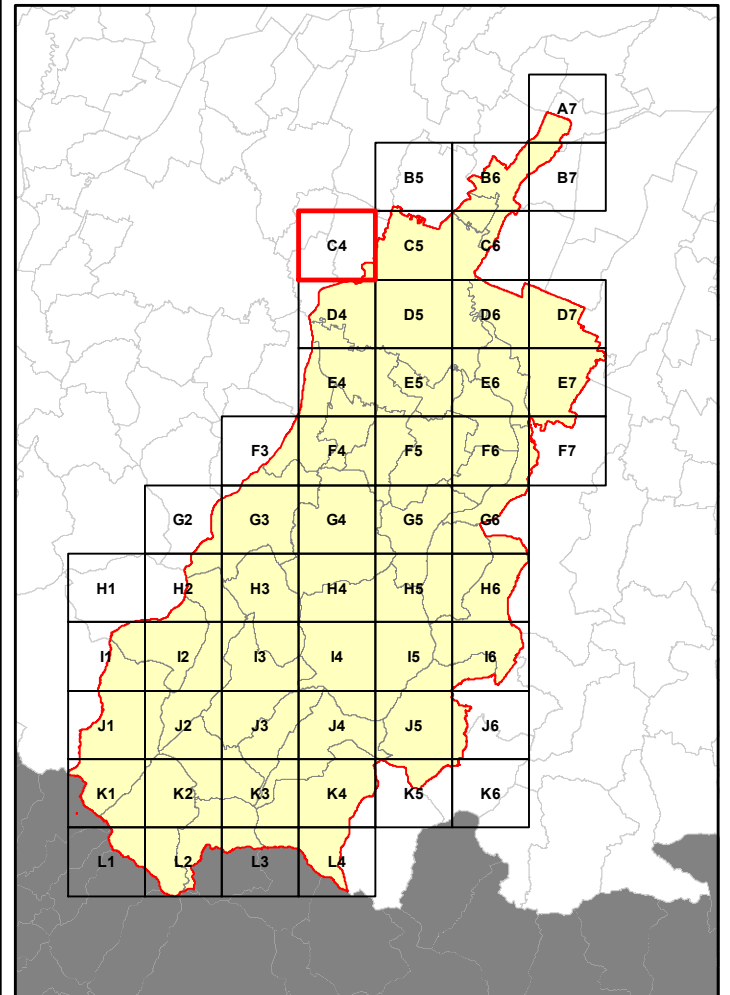 A7
B5 B6 B7
C4 C5 C6
D4 D5 D6 D7
E4 E5 E6 E7
F3 F4 F5 F6 F7
G2 G3 G4 G5 G6
H1 H2 H3 H4 H5 H6
I1 I2 I3 I4 I5 I6
J1 J2 J3 J4 J5 J6
K1 K2 K3 K4 K5 K6
L1 L2 L3 L4